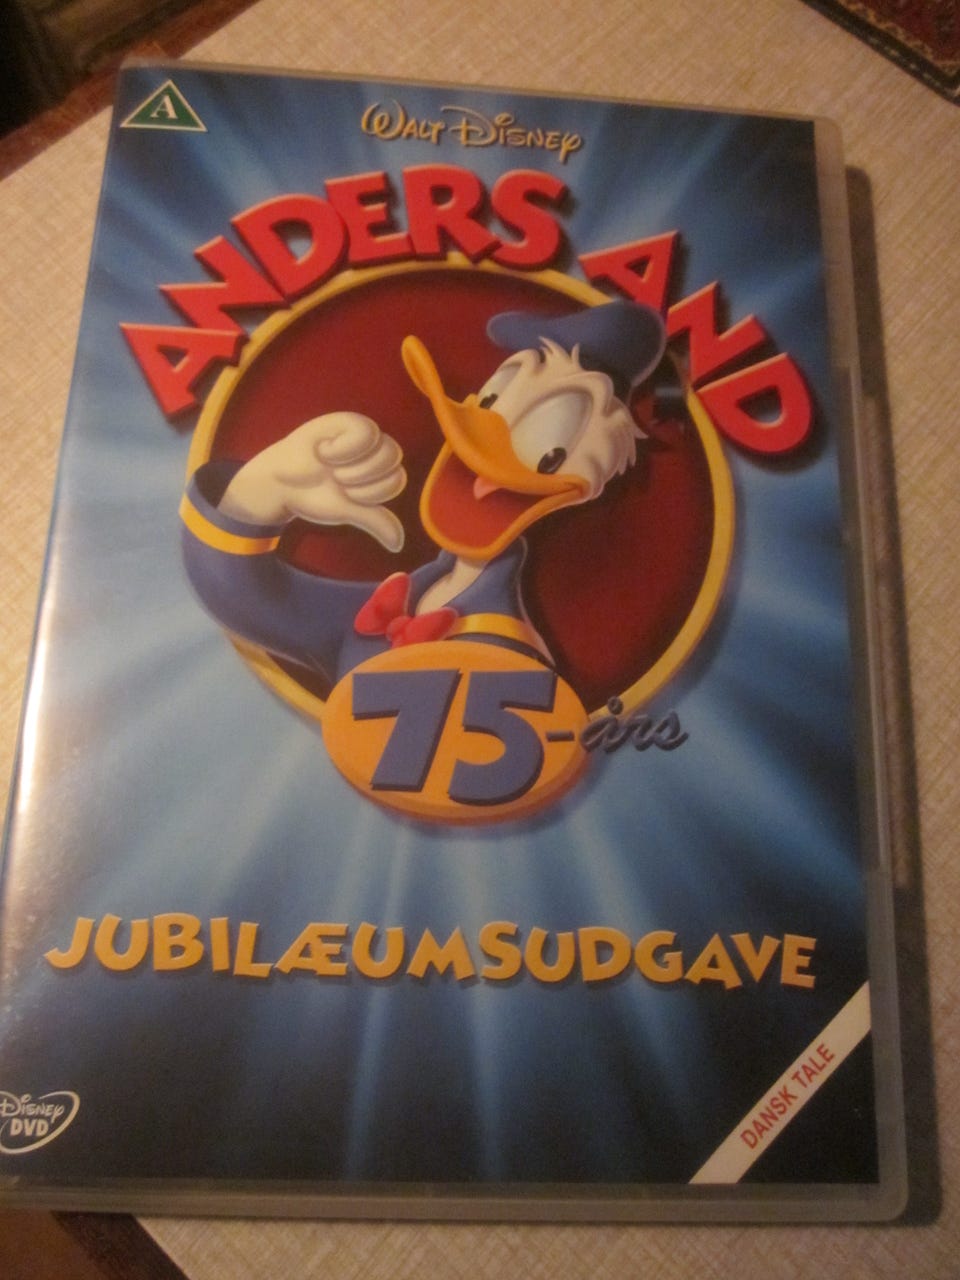 A
WALT DISNEY
ANDERS AND
75-års
JUBILÆUMSUDGAVE
DISNEY
DVD
DANSK TALE